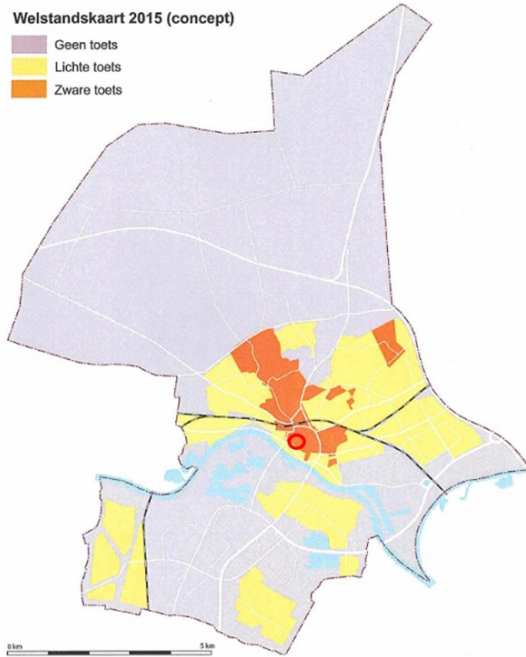 Welstandskaart 2015 (concept)
Geen toets
Lichte toets
Zware toets
0 km
5 km